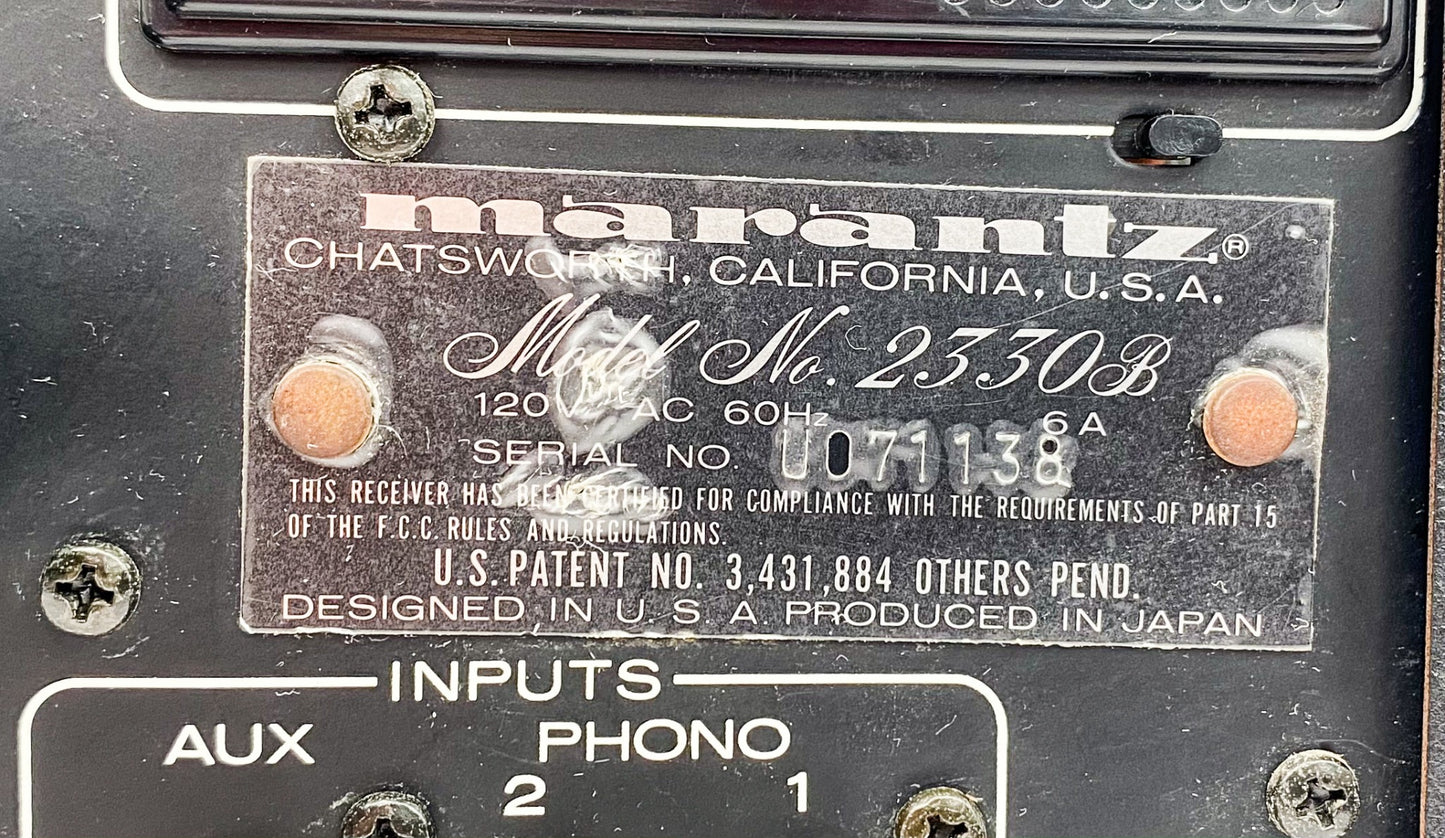 marantz®
CHATSWORTH, CALIFORNIA, U.S.A.
Model No. 2330B
120V AC 60Hz 6A
SERIAL NO. U071138
THIS RECEIVER HAS BEEN CERTIFIED FOR COMPLIANCE WITH THE REQUIREMENTS OF PART 15
OF THE F.C.C. RULES AND REGULATIONS.
U.S. PATENT NO. 3,431,884 OTHERS PEND.
DESIGNED IN U.S.A. PRODUCED IN JAPAN
INPUTS
AUX PHONO
2 1